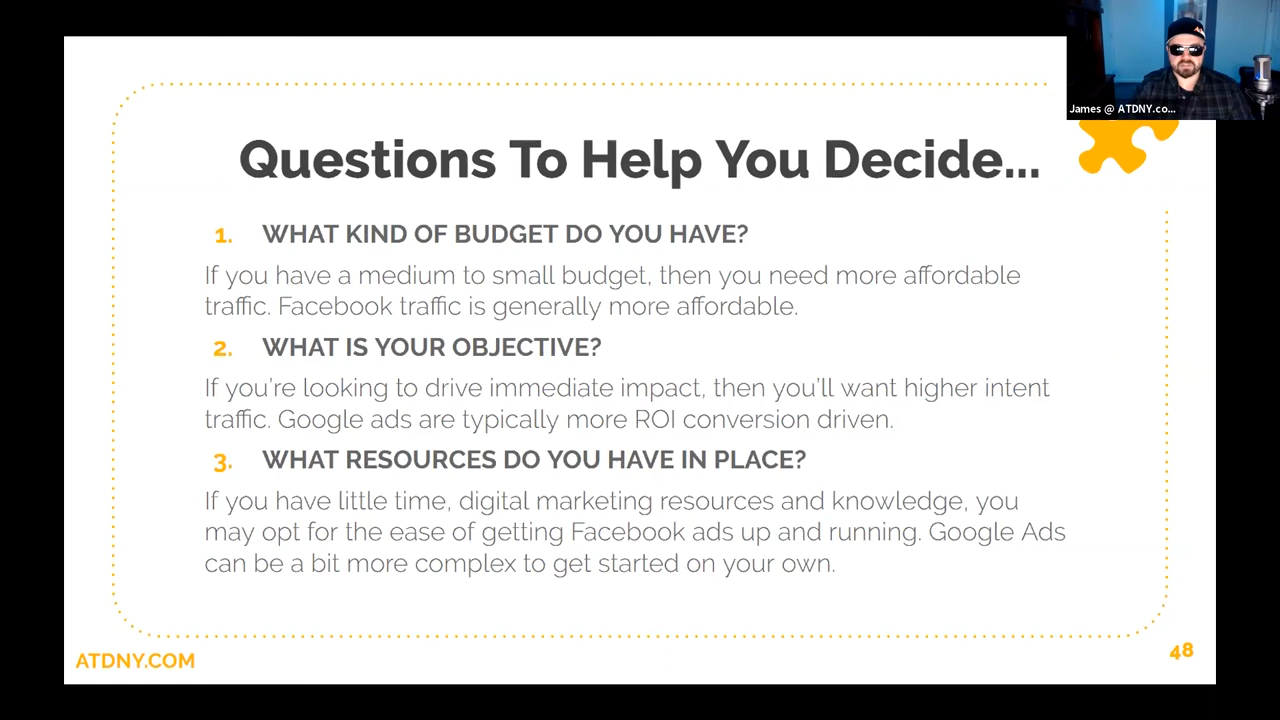 James @ ATDNY.co...
Questions To Help You Decide...
1. WHAT KIND OF BUDGET DO YOU HAVE?
If you have a medium to small budget, then you need more affordable
traffic. Facebook traffic is generally more affordable.
2. WHAT IS YOUR OBJECTIVE?
If you're looking to drive immediate impact, then you'll want higher intent
traffic. Google ads are typically more ROI conversion driven.
3. WHAT RESOURCES DO YOU HAVE IN PLACE?
If you have little time, digital marketing resources and knowledge, you
may opt for the ease of getting Facebook ads up and running. Google Ads
can be a bit more complex to get started on your own.
ATDNY.COM
48